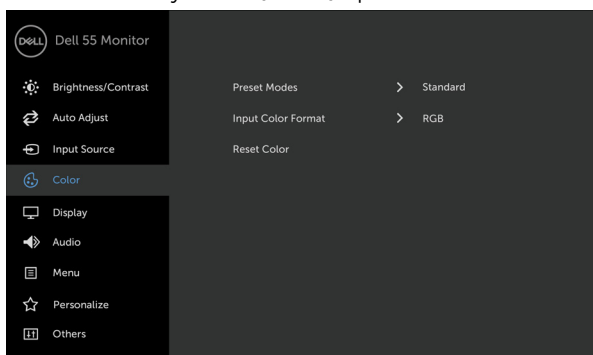 DELL Dell 55 Monitor
Brightness/Contrast
Preset Modes > Standard
Auto Adjust
Input Color Format > RGB
Input Source
Reset Color
Color
Display
Audio
Menu
Personalize
Others